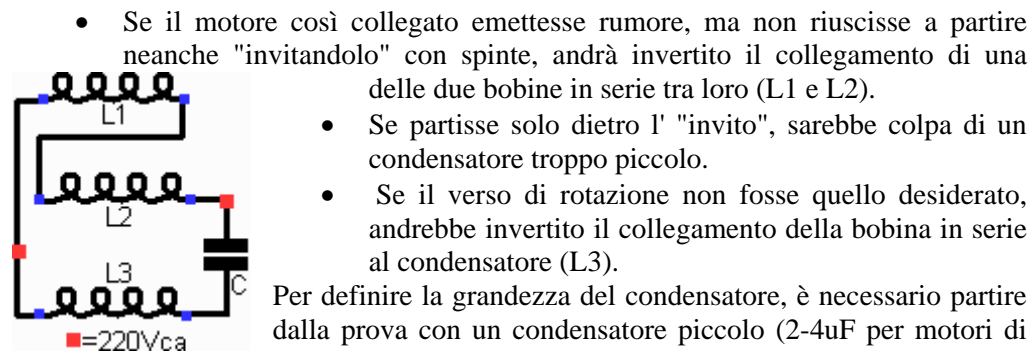 • Se il motore così collegato emettesse rumore, ma non riuscisse a partire
neanche "invitandolo" con spinte, andrà invertito il collegamento di una
delle due bobine in serie tra loro (L1 e L2).
• Se partisse solo dietro l' "invito", sarebbe colpa di un
condensatore troppo piccolo.
• Se il verso di rotazione non fosse quello desiderato,
andrebbe invertito il collegamento della bobina in serie
al condensatore (L3).
Per definire la grandezza del condensatore, è necessario partire
dalla prova con un condensatore piccolo (2-4uF per motori di
L1
L2
L3
C
=220Vca